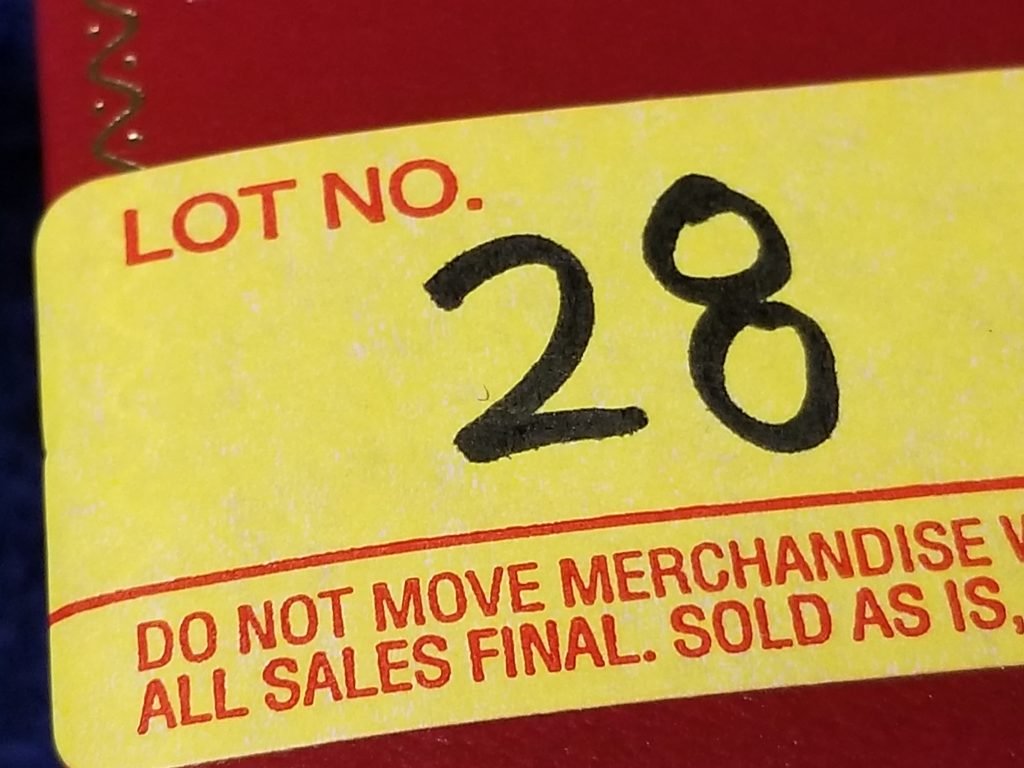 LOT NO.
28
DO NOT MOVE MERCHANDISE
ALL SALES FINAL. SOLD AS IS,